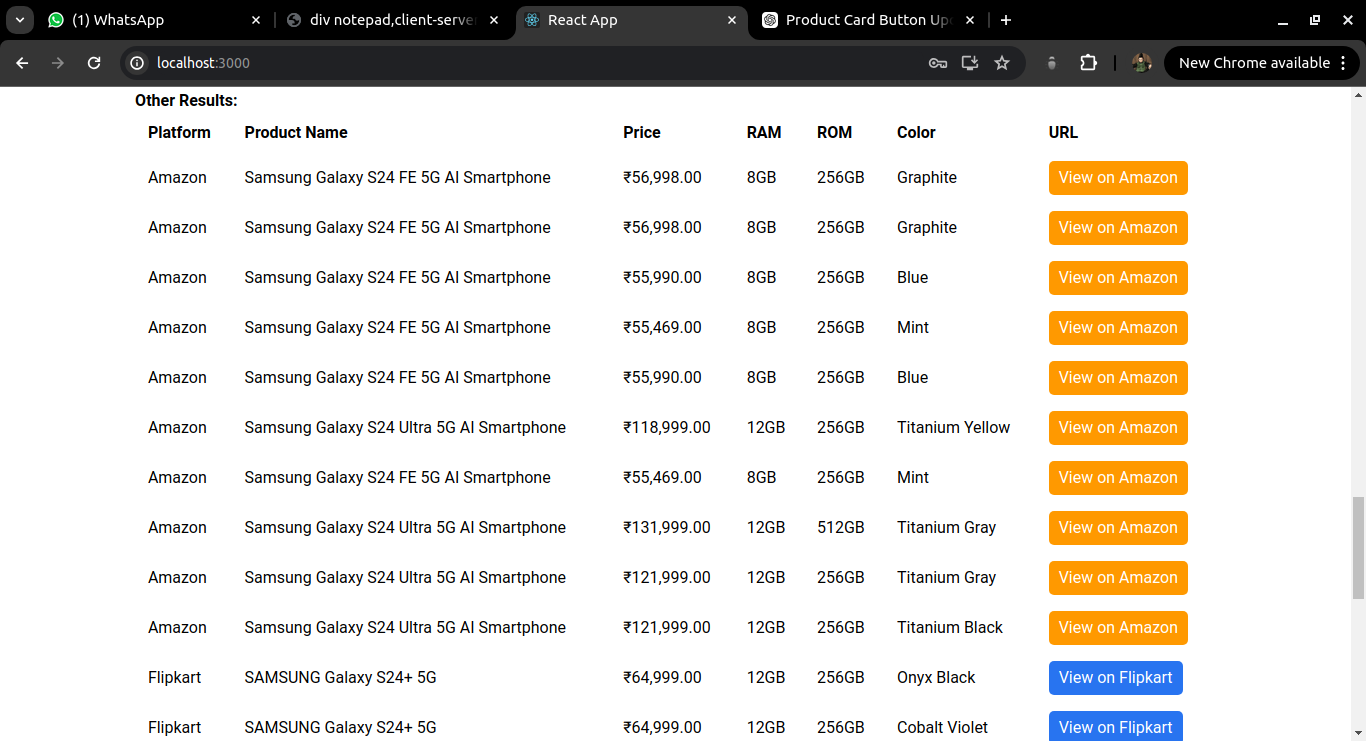 (1) WhatsApp
div notepad,client-serve
React App
Product Card Button Up
localhost:3000
New Chrome available
Other Results:
Platform Product Name Price RAM ROM Color URL
Amazon Samsung Galaxy S24 FE 5G AI Smartphone ₹56,998.00 8GB 256GB Graphite View on Amazon
Amazon Samsung Galaxy S24 FE 5G AI Smartphone ₹56,998.00 8GB 256GB Graphite View on Amazon
Amazon Samsung Galaxy S24 FE 5G AI Smartphone ₹55,990.00 8GB 256GB Blue View on Amazon
Amazon Samsung Galaxy S24 FE 5G AI Smartphone ₹55,469.00 8GB 256GB Mint View on Amazon
Amazon Samsung Galaxy S24 FE 5G AI Smartphone ₹55,990.00 8GB 256GB Blue View on Amazon
Amazon Samsung Galaxy S24 Ultra 5G AI Smartphone ₹118,999.00 12GB 256GB Titanium Yellow View on Amazon
Amazon Samsung Galaxy S24 FE 5G AI Smartphone ₹55,469.00 8GB 256GB Mint View on Amazon
Amazon Samsung Galaxy S24 Ultra 5G AI Smartphone ₹131,999.00 12GB 512GB Titanium Gray View on Amazon
Amazon Samsung Galaxy S24 Ultra 5G AI Smartphone ₹121,999.00 12GB 256GB Titanium Gray View on Amazon
Amazon Samsung Galaxy S24 Ultra 5G AI Smartphone ₹121,999.00 12GB 256GB Titanium Black View on Amazon
Flipkart SAMSUNG Galaxy S24+ 5G ₹64,999.00 12GB 256GB Onyx Black View on Flipkart
Flipkart SAMSUNG Galaxy S24+ 5G ₹64,999.00 12GB 256GB Cobalt Violet View on Flipkart